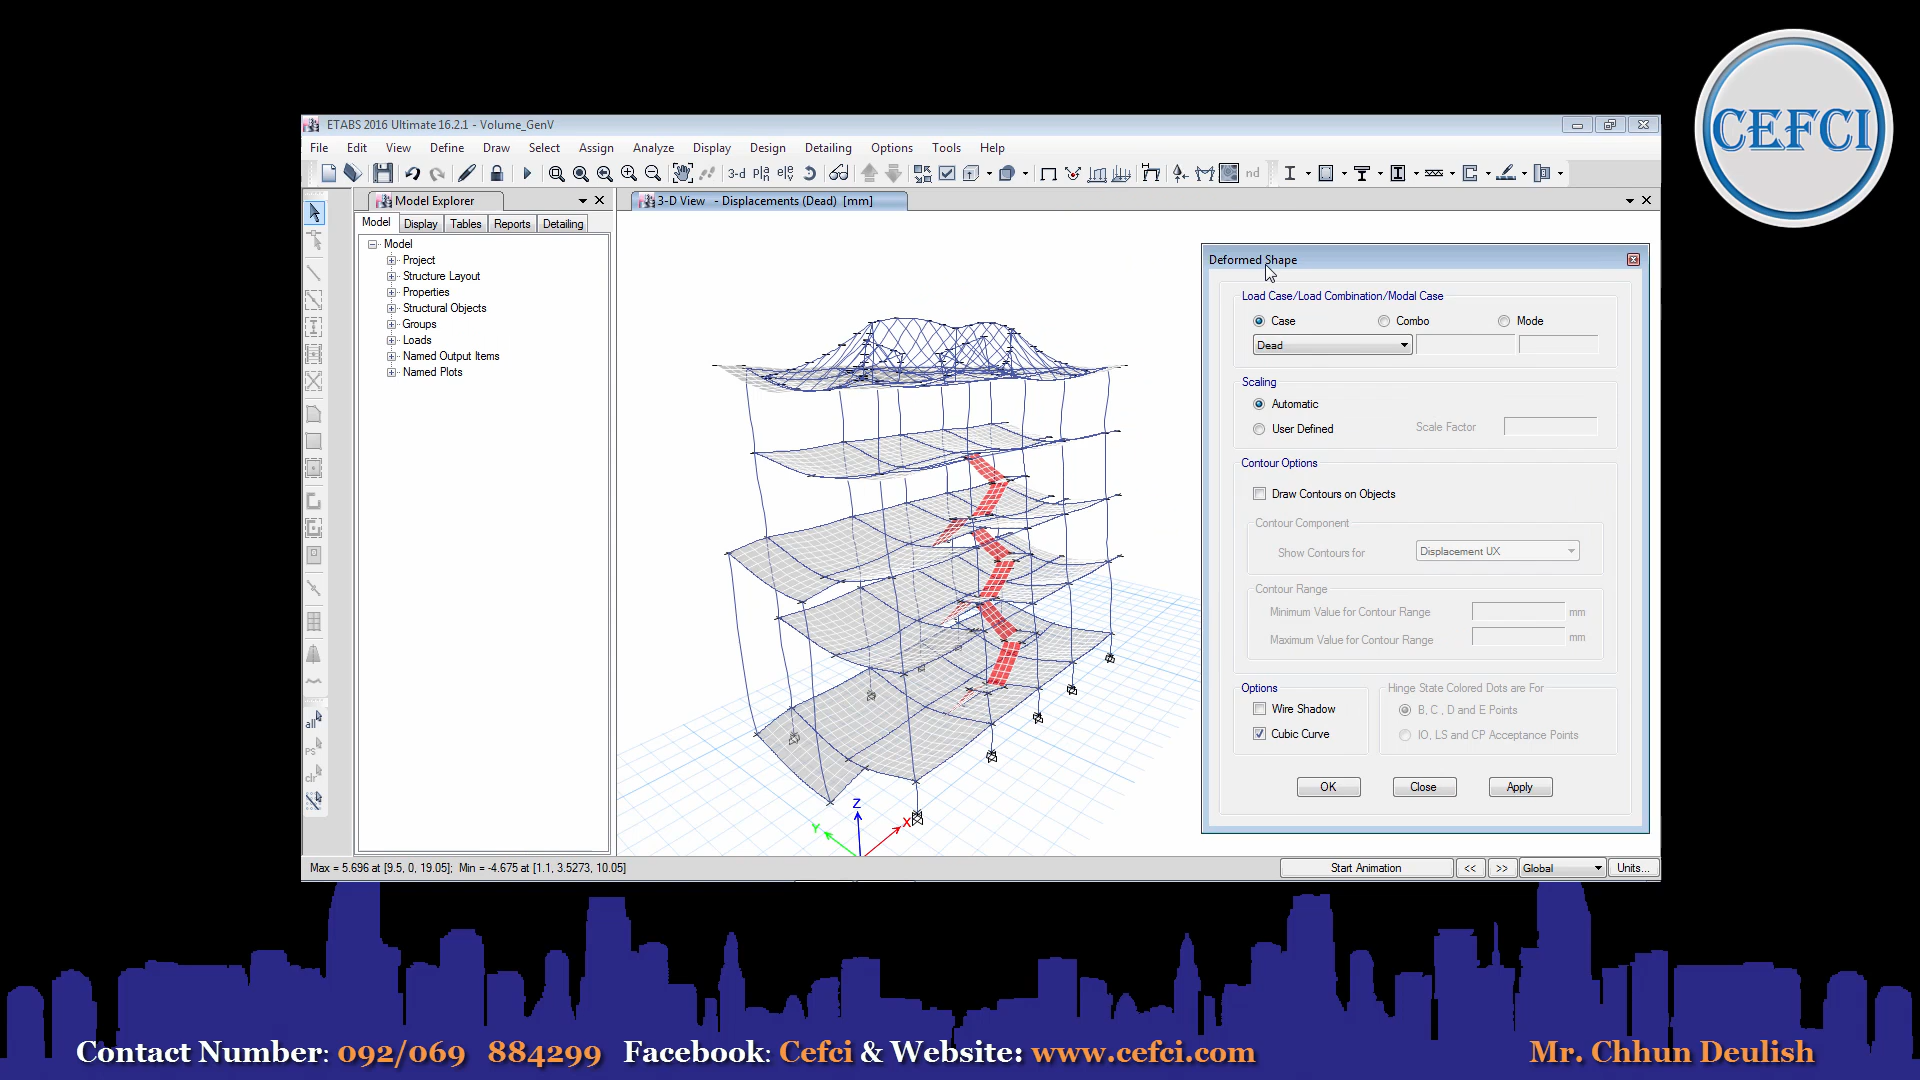 CEFCI
ETABS 2016 Ultimate 16.2.1 - Volume_GenV
File Edit View Define Draw Select Assign Analyze Display Design Detailing Options Tools Help
3-d nd
Model Explorer
3-D View - Displacements (Dead) [mm]
Model Display Tables Reports Detailing
Model
Project
Structure Layout
Properties
Structural Objects
Groups
Loads
Named Output Items
Named Plots
all
PS
clr
Z
Y
X
Deformed Shape
Load Case/Load Combination/Modal Case
Case Combo Mode
Dead
Scaling
Automatic
User Defined Scale Factor
Contour Options
Draw Contours on Objects
Contour Component
Show Contours for Displacement UX
Contour Range
Minimum Value for Contour Range mm
Maximum Value for Contour Range mm
Options
Wire Shadow
Cubic Curve
Hinge State Colored Dots are For
B, C , D and E Points
IO, LS and CP Acceptance Points
OK Close Apply
Max = 5.696 at [9.5, 0, 19.05]; Min = -4.675 at [1.1, 3.5273, 10.05]
Start Animation << >> Global Units...
Contact Number: 092/069 884299 Facebook: Cefci & Website: www.cefci.com
Mr. Chhun Deulish